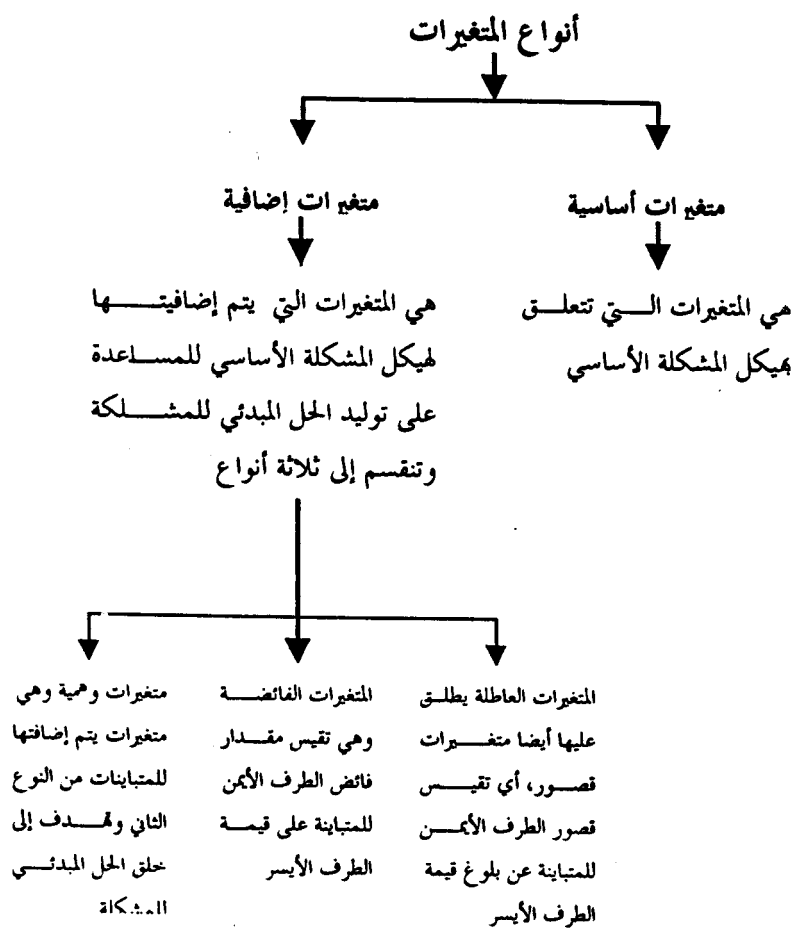 أنواع المتغيرات
متغيرات أساسية
هي المتغيرات التي تتعلق
بهيكل المشكلة الأساسي
متغيرات إضافية
هي المتغيرات التي يتم إضافيتها
لهيكل المشكلة الأساسي للمساعدة
على توليد الحل المبدئي للمشلكة
وتنقسم إلى ثلاثة أنواع
المتغيرات العاطلة يطلق
عليها أيضا متغيرات
قصور، أي تقيس
قصور الطرف الأيمن
للمتباينة عن بلوغ قيمة
الطرف الأيسر
المتغيرات الفائضة
وهي تقيس مقدار
فائض الطرف الأيمن
للمتباينة على قيمة
الطرف الأيسر
متغيرات وهمية وهي
متغيرات يتم إضافتها
للمتباينات من النوع
الثاني وتهدف إلى
خلق الحل المبدئي
للمشكلة